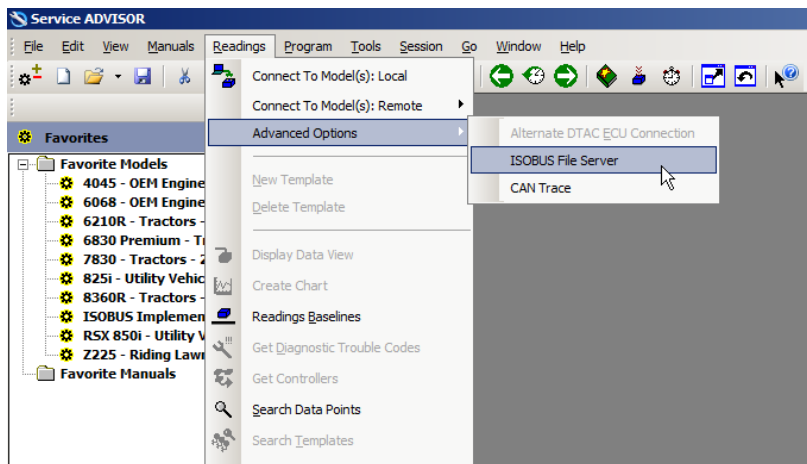 Service ADVISOR
File Edit View Manuals Readings Program Tools Session Go Window Help
Connect To Model(s): Local
Connect To Model(s): Remote
Advanced Options
Alternate DTAC ECU Connection
ISOBUS File Server
CAN Trace
New Template
Delete Template
Display Data View
Create Chart
Readings Baselines
Get Diagnostic Trouble Codes
Get Controllers
Search Data Points
Search Templates
Favorites
Favorite Models
4045 - OEM Engine
6068 - OEM Engine
6210R - Tractors -
6830 Premium - T
7830 - Tractors -
825i - Utility Vehic
8360R - Tractors -
ISOBUS Implemen
RSX 850i - Utility V
Z225 - Riding Law
Favorite Manuals